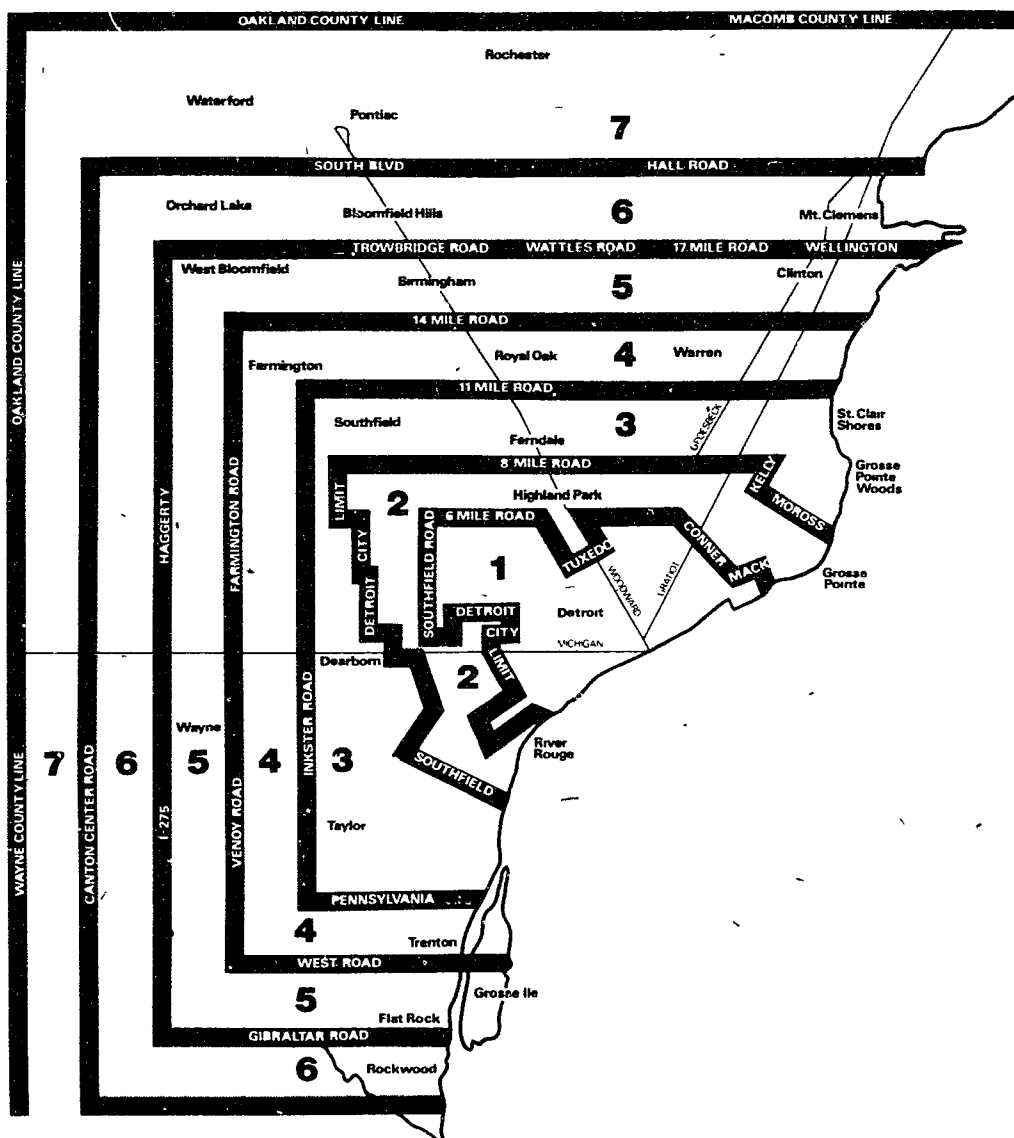 OAKLAND COUNTY LINE
MACOMB COUNTY LINE
Rochester
Waterford
Pontiac
7
SOUTH BLVD
HALL ROAD
Orchard Lake
Bloomfield Hills
6
Mt. Clemens
TROWBRIDGE ROAD
WATTLES ROAD
17 MILE ROAD
WELLINGTON
West Bloomfield
Birmingham
5
Clinton
OAKLAND COUNTY LINE
14 MILE ROAD
Farmington
Royal Oak
4
Warren
11 MILE ROAD
Southfield
Ferndale
3
GROESBECK
St. Clair
Shores
8 MILE ROAD
KELLY
Grosse
Pointe
Woods
MOROSS
LIMIT
2
Highland Park
6 MILE ROAD
HAGGERTY
FARMINGTON ROAD
CITY
SOUTHFIELD ROAD
TUXEDO
CONNER
MACK
1
WOODWARD
GRATIOT
Grosse
Pointe
DETROIT
DETROIT
CITY
LIMIT
Detroit
MICHIGAN
Dearborn
2
INKSTER ROAD
Wayne
River
Rouge
7
6
5
4
3
SOUTHFIELD
WAYNE COUNTY LINE
CANTON CENTER ROAD
I-275
VENOY ROAD
Taylor
PENNSYLVANIA
4
Trenton
WEST ROAD
5
Grosse Ile
Flat Rock
GIBRALTAR ROAD
6
Rockwood